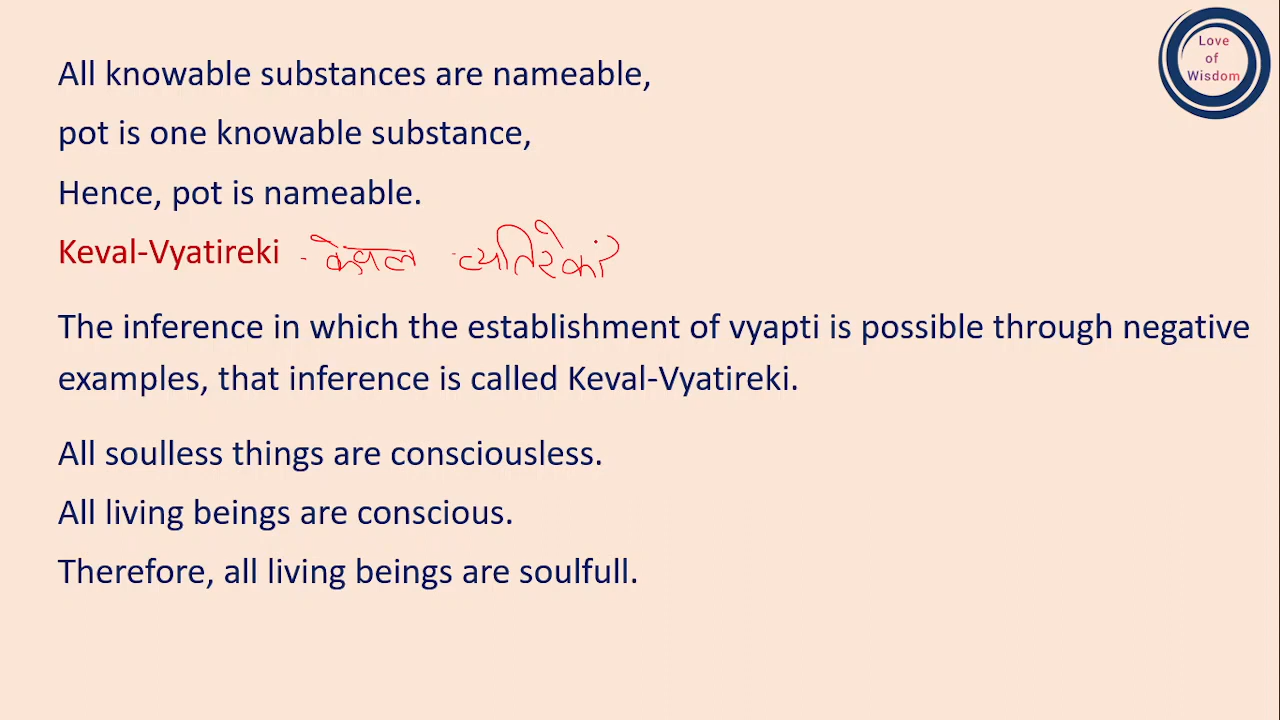 Love
of
Wisdom
All knowable substances are nameable,
pot is one knowable substance,
Hence, pot is nameable.
Keval-Vyatireki केवल व्यतिरेकी
The inference in which the establishment of vyapti is possible through negative
examples, that inference is called Keval-Vyatireki.
All soulless things are consciousless.
All living beings are conscious.
Therefore, all living beings are soulfull.